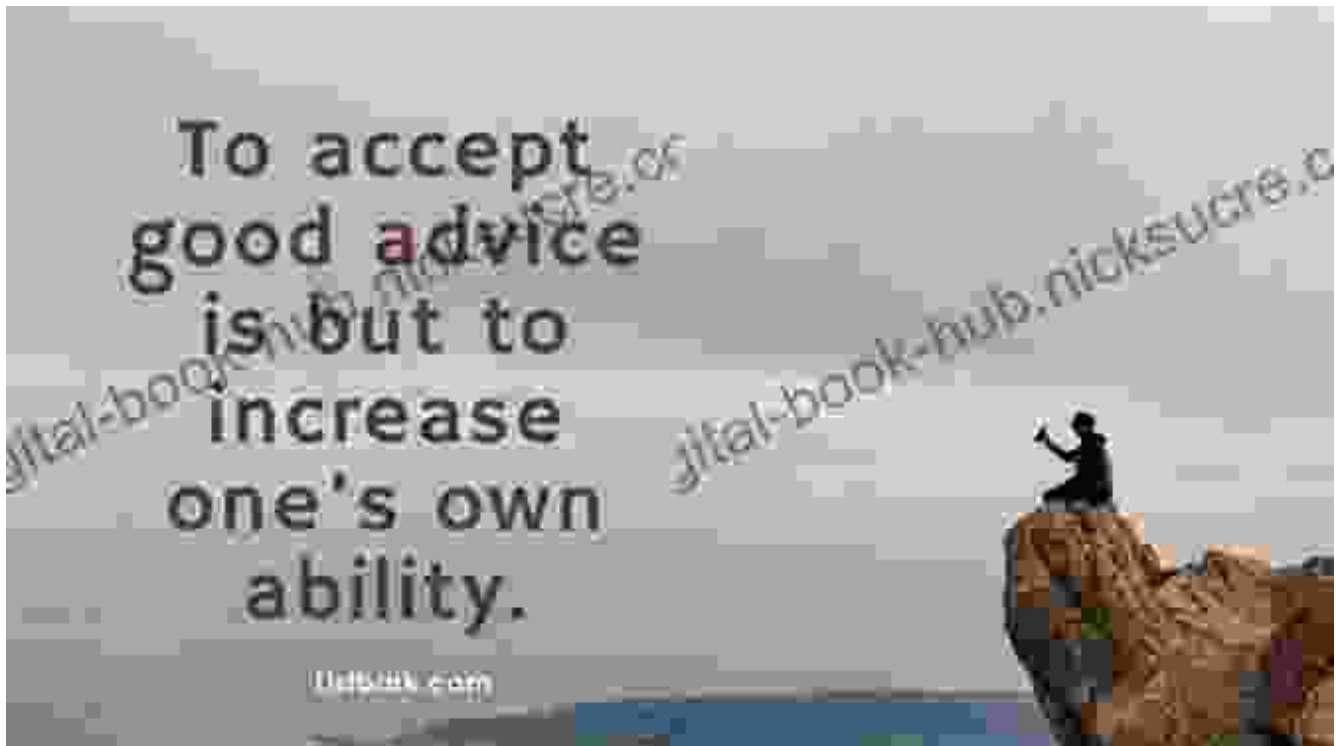 To accept
good advice
is but to
increase
one's own
ability.
gital-book-hub.nicksucre.c